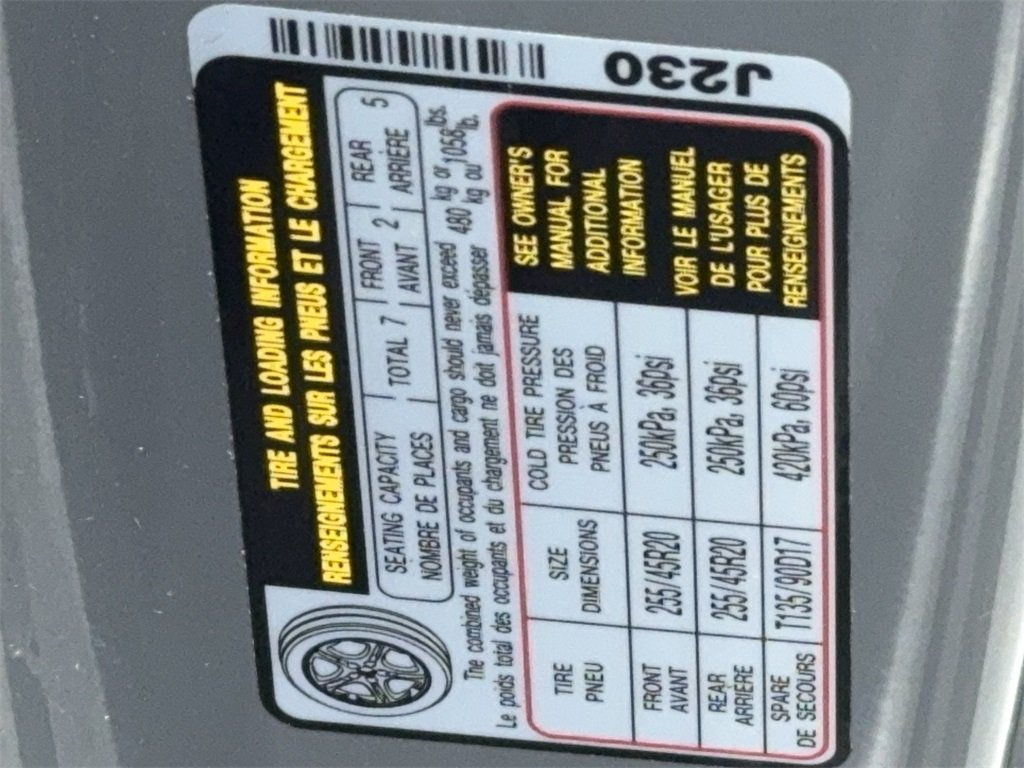 J230
TIRE AND LOADING INFORMATION
RENSEIGNEMENTS SUR LES PNEUS ET LE CHARGEMENT
SEATING CAPACITY TOTAL 7 FRONT 2 REAR 5
NOMBRE DE PLACES AVANT ARRIÈRE
The combined weight of occupants and cargo should never exceed 480 kg or 1058 lbs.
Le poids total des occupants et du chargement ne doit jamais dépasser kg ou lb.
TIRE SIZE COLD TIRE PRESSURE
PNEU DIMENSIONS PRESSION DES
PNEUS À FROID
FRONT 255/45R20 250kPa, 36psi
AVANT
REAR 255/45R20 250kPa, 36psi
ARRIÈRE
SPARE T135/90D17 420kPa, 60psi
DE SECOURS
SEE OWNER'S
MANUAL FOR
ADDITIONAL
INFORMATION
VOIR LE MANUEL
DE L'USAGER
POUR PLUS DE
RENSEIGNEMENTS